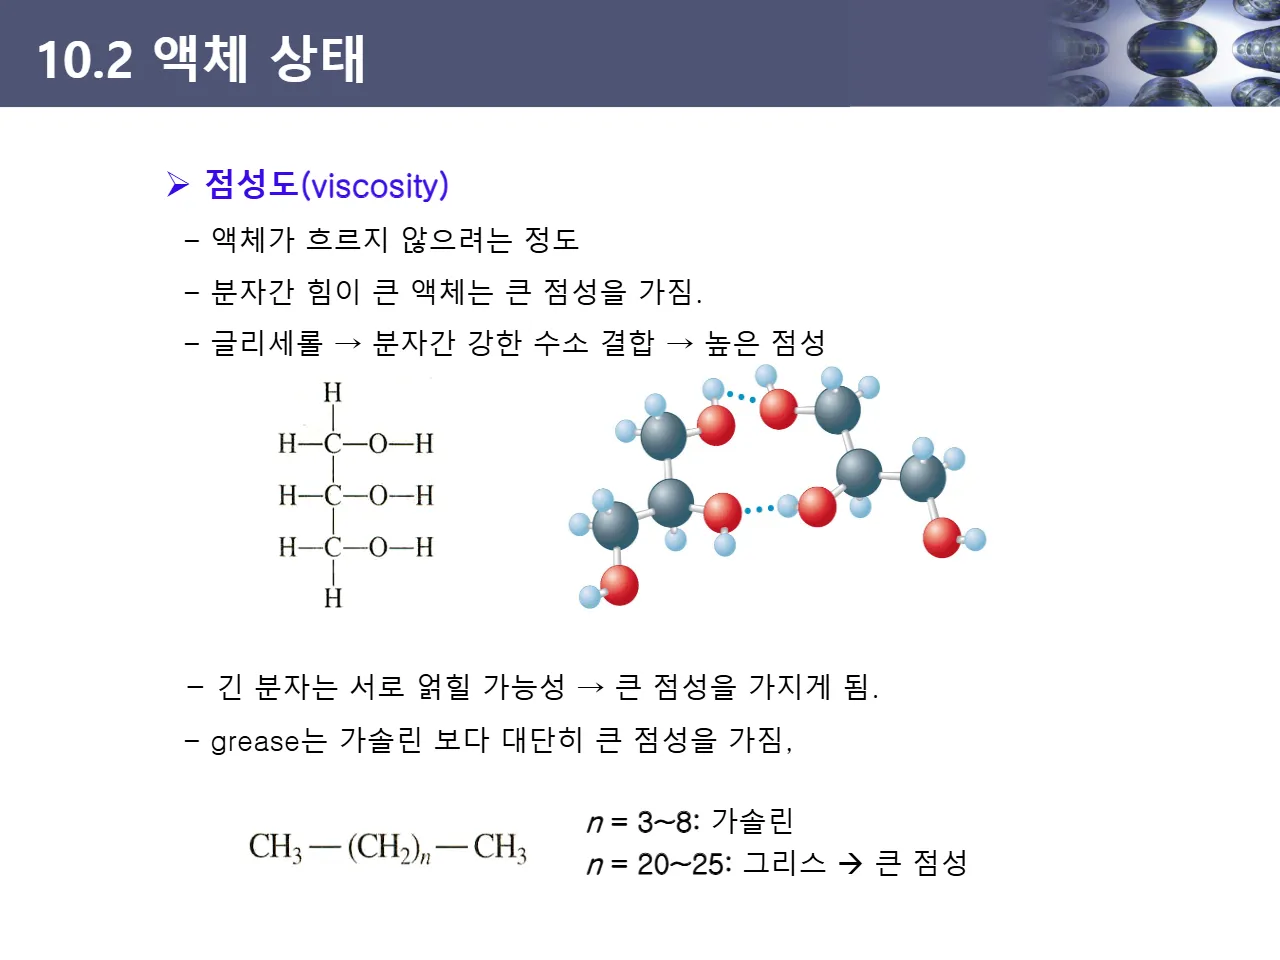 10.2 액체 상태
➢ 점성도(viscosity)
– 액체가 흐르지 않으려는 정도
– 분자간 힘이 큰 액체는 큰 점성을 가짐.
– 글리세롤 → 분자간 강한 수소 결합 → 높은 점성
H
H—C—O—H
H—C—O—H
H—C—O—H
H
– 긴 분자는 서로 얽힐 가능성 → 큰 점성을 가지게 됨.
– grease는 가솔린 보다 대단히 큰 점성을 가짐,
CH₃—(CH₂)ₙ—CH₃
n = 3~8: 가솔린
n = 20~25: 그리스 → 큰 점성